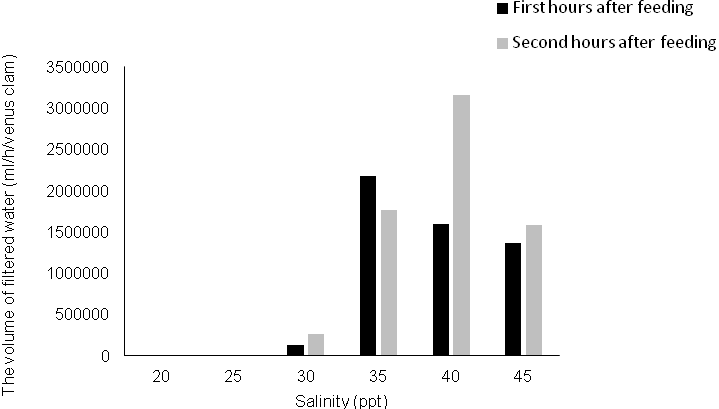 First hours after feeding
Second hours after feeding
The volume of filtered water (ml/h/venus clam)
3500000
3000000
2500000
2000000
1500000
1000000
500000
0
20 25 30 35 40 45
Salinity (ppt)